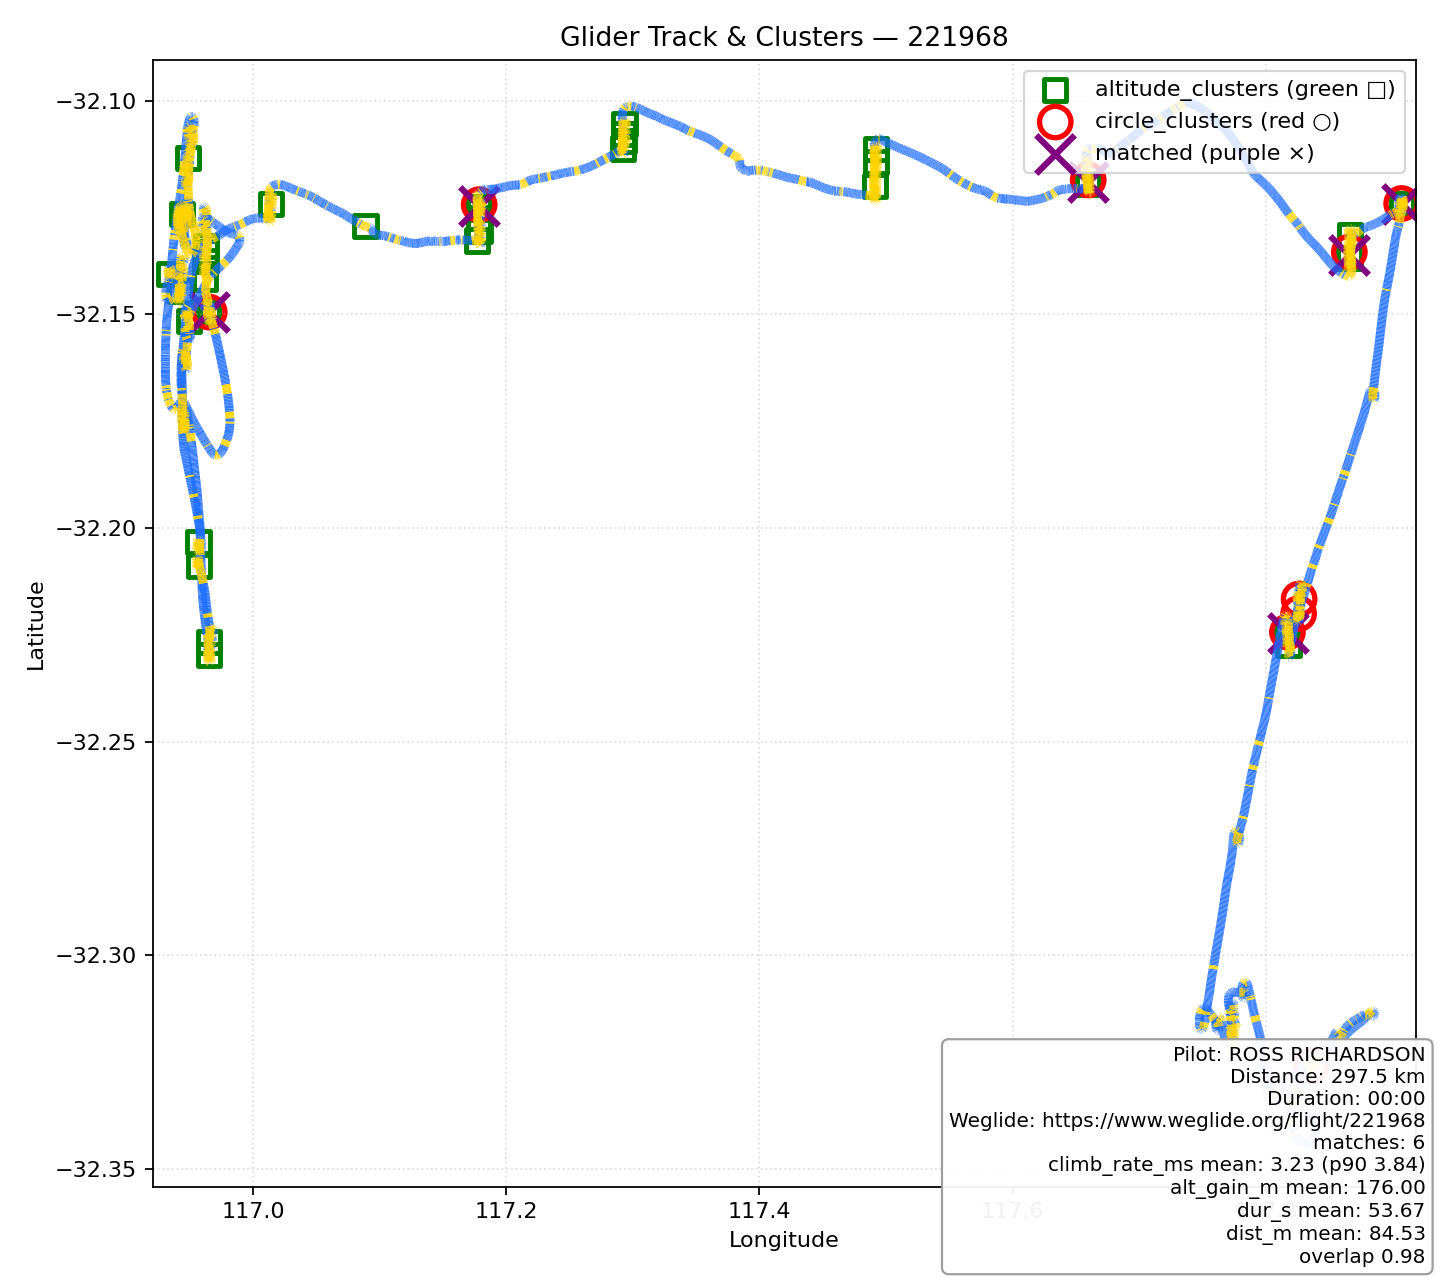 Glider Track & Clusters — 221968
altitude_clusters (green □)
circle_clusters (red ○)
matched (purple ×)
−32.10
−32.15
−32.20
−32.25
−32.30
−32.35
Latitude
117.0
117.2
117.4
117.6
Longitude
Pilot: ROSS RICHARDSON
Distance: 297.5 km
Duration: 00:00
Weglide: https://www.weglide.org/flight/221968
matches: 6
climb_rate_ms mean: 3.23 (p90 3.84)
alt_gain_m mean: 176.00
dur_s mean: 53.67
dist_m mean: 84.53
overlap 0.98